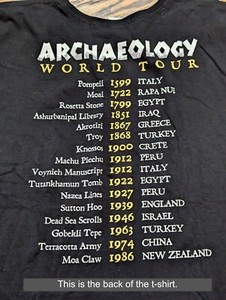 ARCHAEOLOGY
WORLD TOUR
Pompeii 1599 ITALY
Moai 1722 RAPA NUI
Rosetta Stone 1799 EGYPT
Ashurbanipal Library 1851 IRAQ
Akrotiri 1867 GREECE
Troy 1868 TURKEY
Knossos 1900 CRETE
Machu Picchu 1912 PERU
Voynich Manuscript 1912 ITALY
Tutankhamun Tomb 1922 EGYPT
Nazca Lines 1927 PERU
Sutton Hoo 1939 ENGLAND
Dead Sea Scrolls 1946 ISRAEL
Gobekli Tepe 1963 TURKEY
Terracotta Army 1974 CHINA
Moa Claw 1986 NEW ZEALAND
This is the back of the t-shirt.